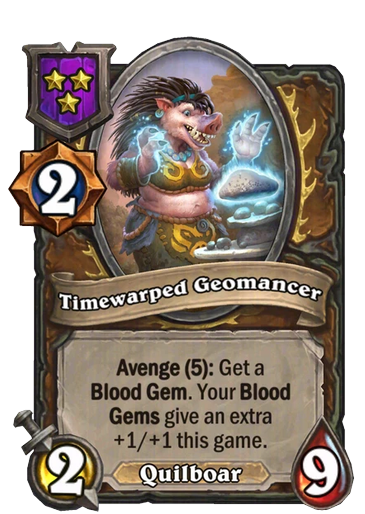 2
Timewarped Geomancer
Avenge (5): Get a
Blood Gem. Your Blood
Gems give an extra
+1/+1 this game.
2
Quilboar
9